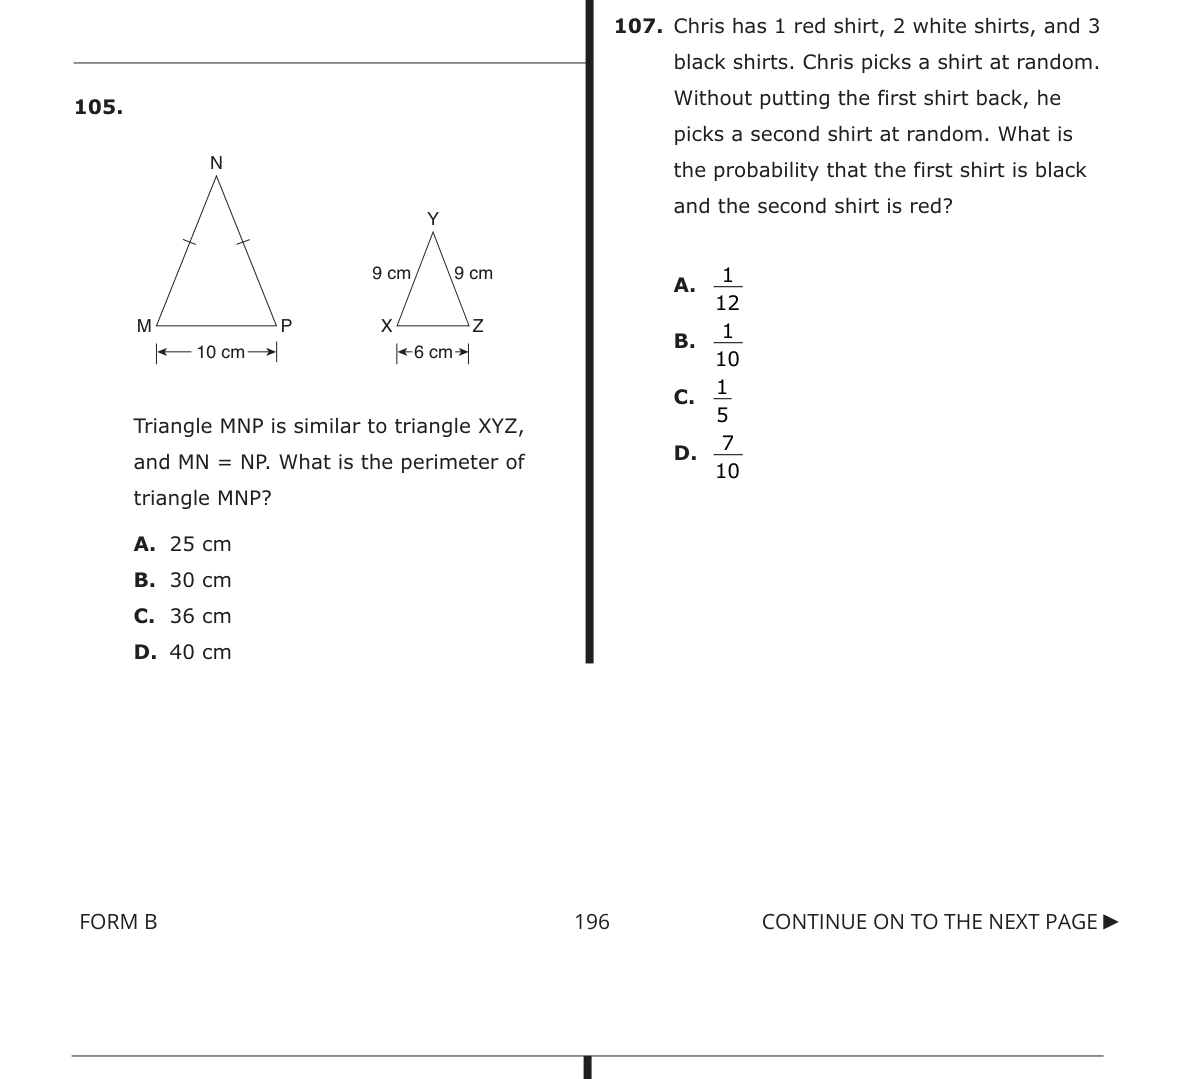 105.
N
Y
9 cm 9 cm
M P X Z
10 cm 6 cm
Triangle MNP is similar to triangle XYZ,
and MN = NP. What is the perimeter of
triangle MNP?
A. 25 cm
B. 30 cm
C. 36 cm
D. 40 cm
107. Chris has 1 red shirt, 2 white shirts, and 3
black shirts. Chris picks a shirt at random.
Without putting the first shirt back, he
picks a second shirt at random. What is
the probability that the first shirt is black
and the second shirt is red?
A. 1/12
B. 1/10
C. 1/5
D. 7/10
FORM B 196 CONTINUE ON TO THE NEXT PAGE ►